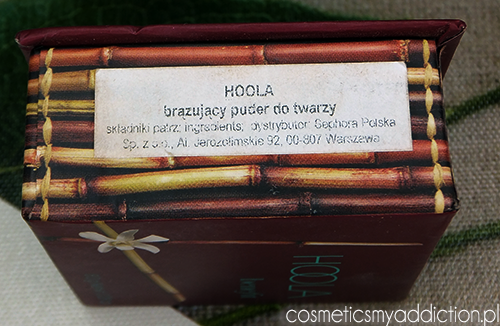 HOOLA
brązujący puder do twarzy
składniki patrz: ingredients; dystrybutor: Sephora Polska
Sp. z o.o., Al. Jerozolimskie 92, 00-807 Warszawa
HOOLA
cosmeticsmyaddiction.pl